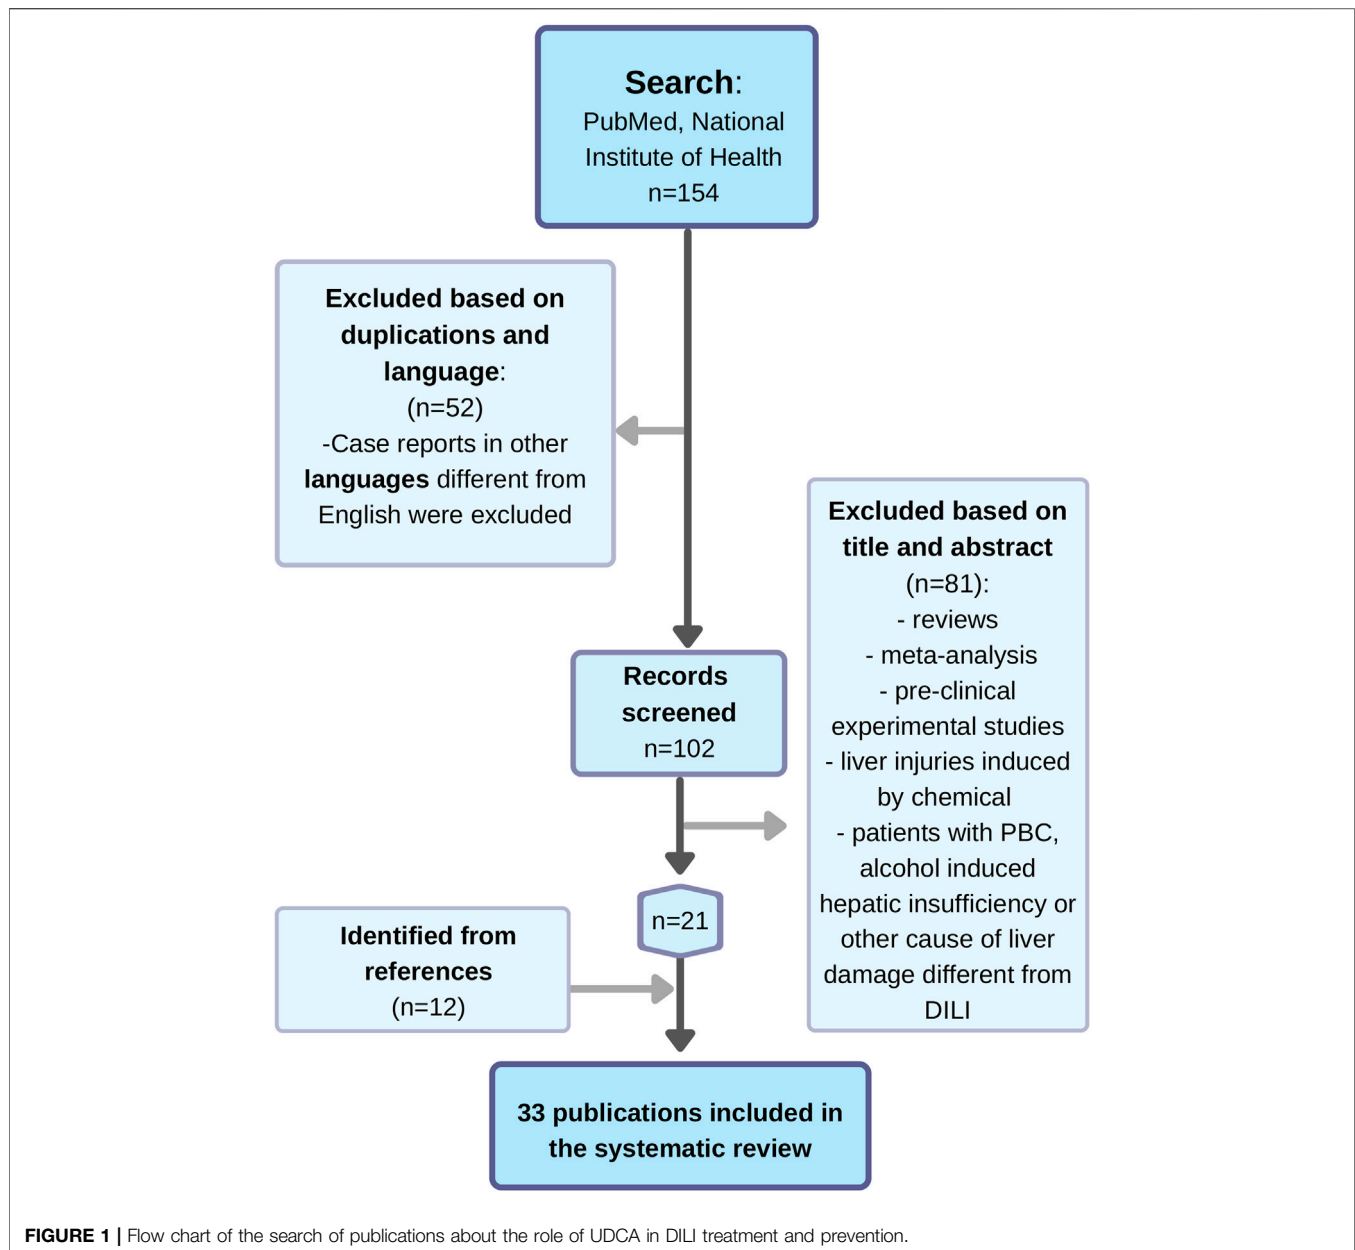 Search:
PubMed, National
Institute of Health
n=154
Excluded based on
duplications and
language:
(n=52)
-Case reports in other
languages different from
English were excluded
Excluded based on
title and abstract
(n=81):
- reviews
- meta-analysis
- pre-clinical
experimental studies
- liver injuries induced
by chemical
- patients with PBC,
alcohol induced
hepatic insufficiency or
other cause of liver
damage different from
DILI
Records
screened
n=102
n=21
Identified from
references
(n=12)
33 publications included in
the systematic review
FIGURE 1 | Flow chart of the search of publications about the role of UDCA in DILI treatment and prevention.